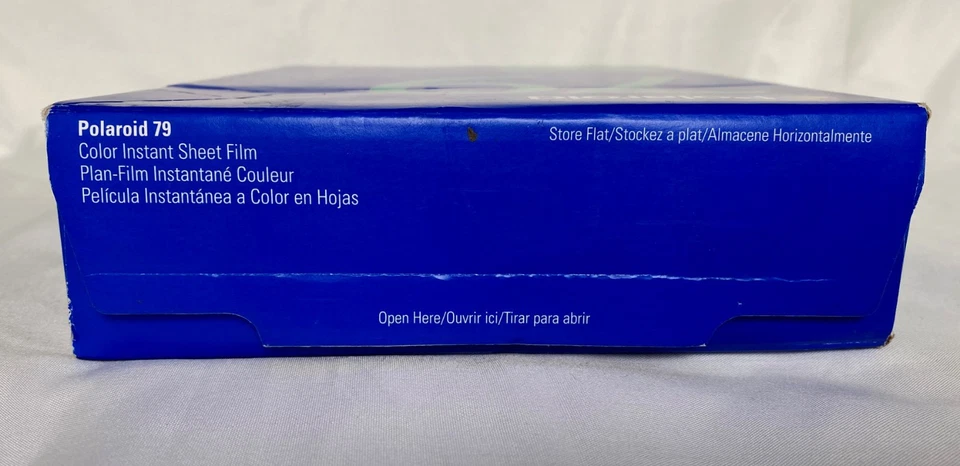 Polaroid 79
Color Instant Sheet Film
Plan-Film Instantané Couleur
Película Instantánea a Color en Hojas
Store Flat/Stockez a plat/Almacene Horizontalmente
Open Here/Ouvrir ici/Tirar para abrir